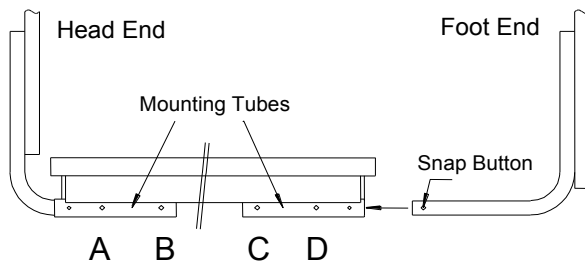 Head End
Foot End
Mounting Tubes
Snap Button
A B C D